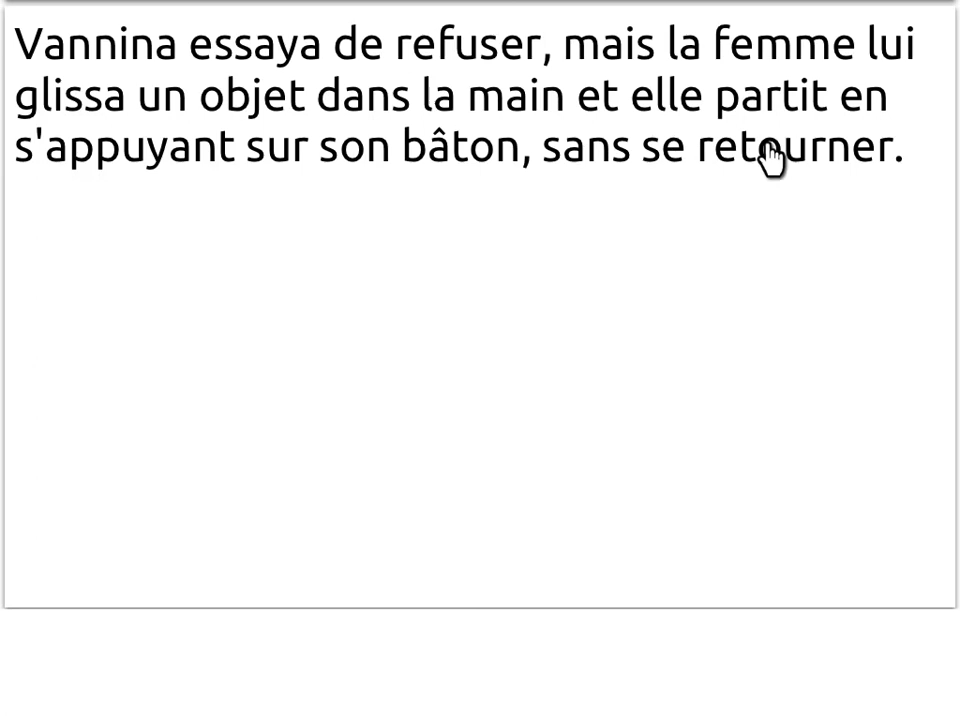 Vannina essaya de refuser, mais la femme lui
glissa un objet dans la main et elle partit en
s'appuyant sur son bâton, sans se retourner.